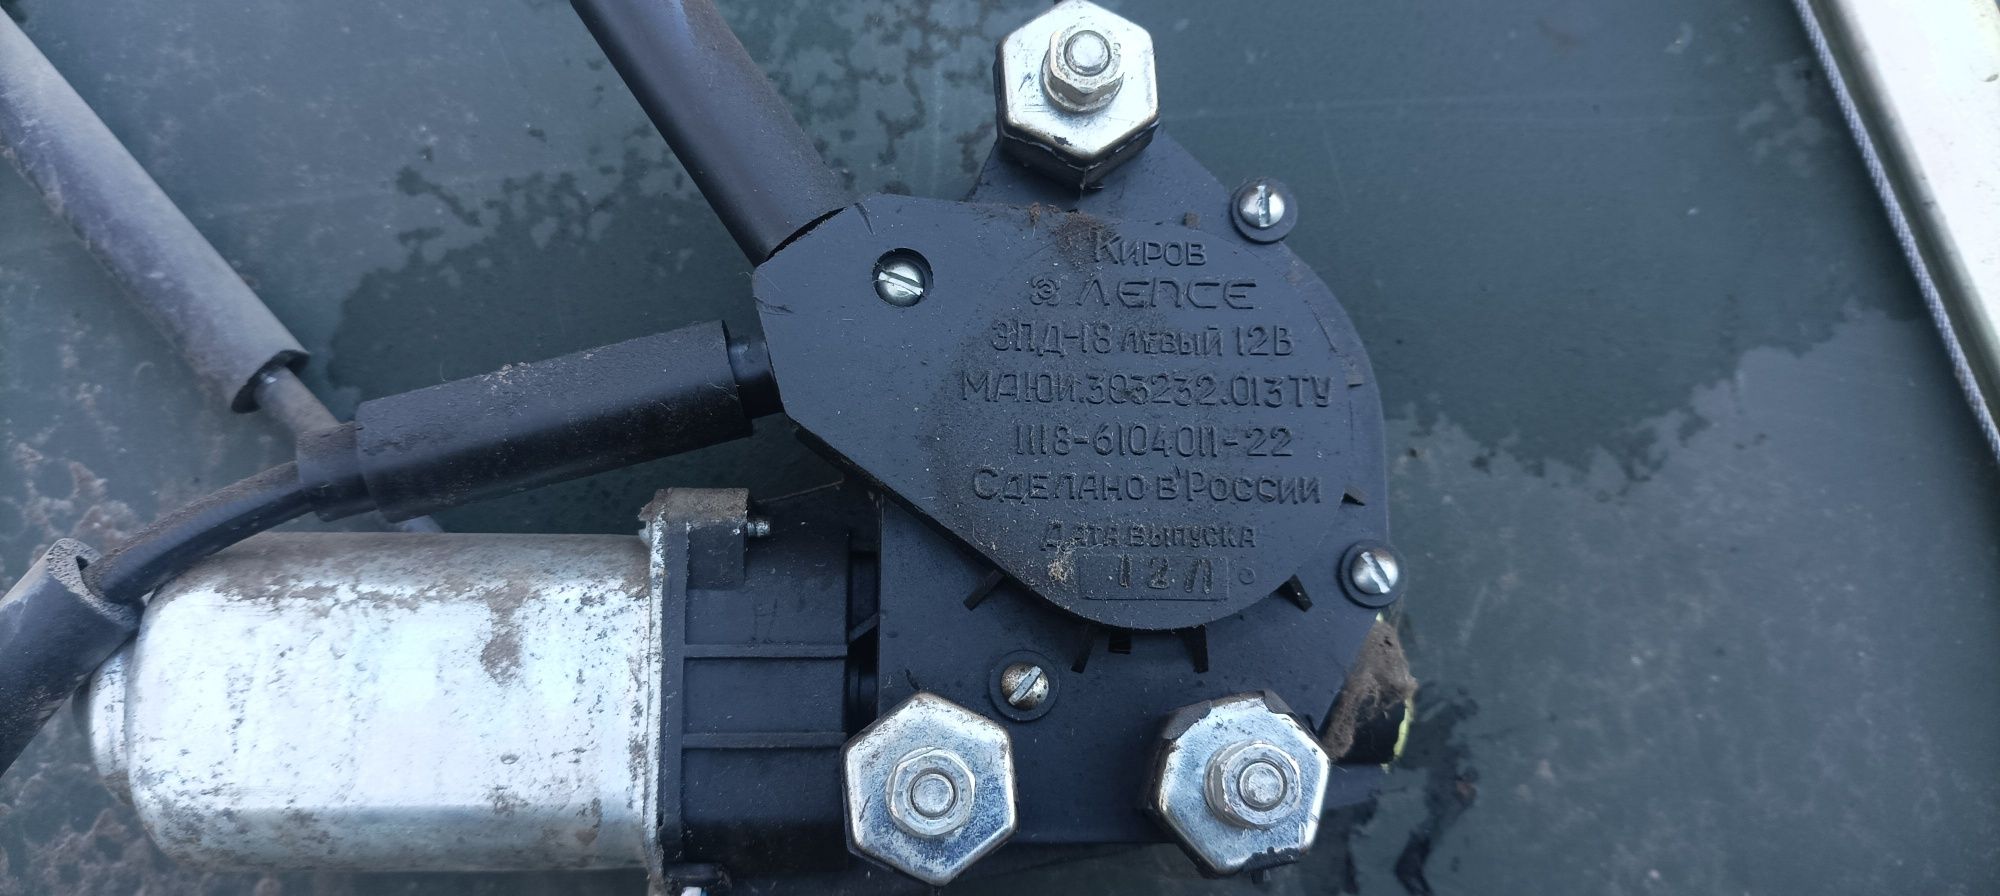 Киров
Э ЛЕПСЕ
ЭПД-18 левый 12В
МАЮИ.303232.013ТУ
1118-6104011-22
Сделано в России
Дата выпуска